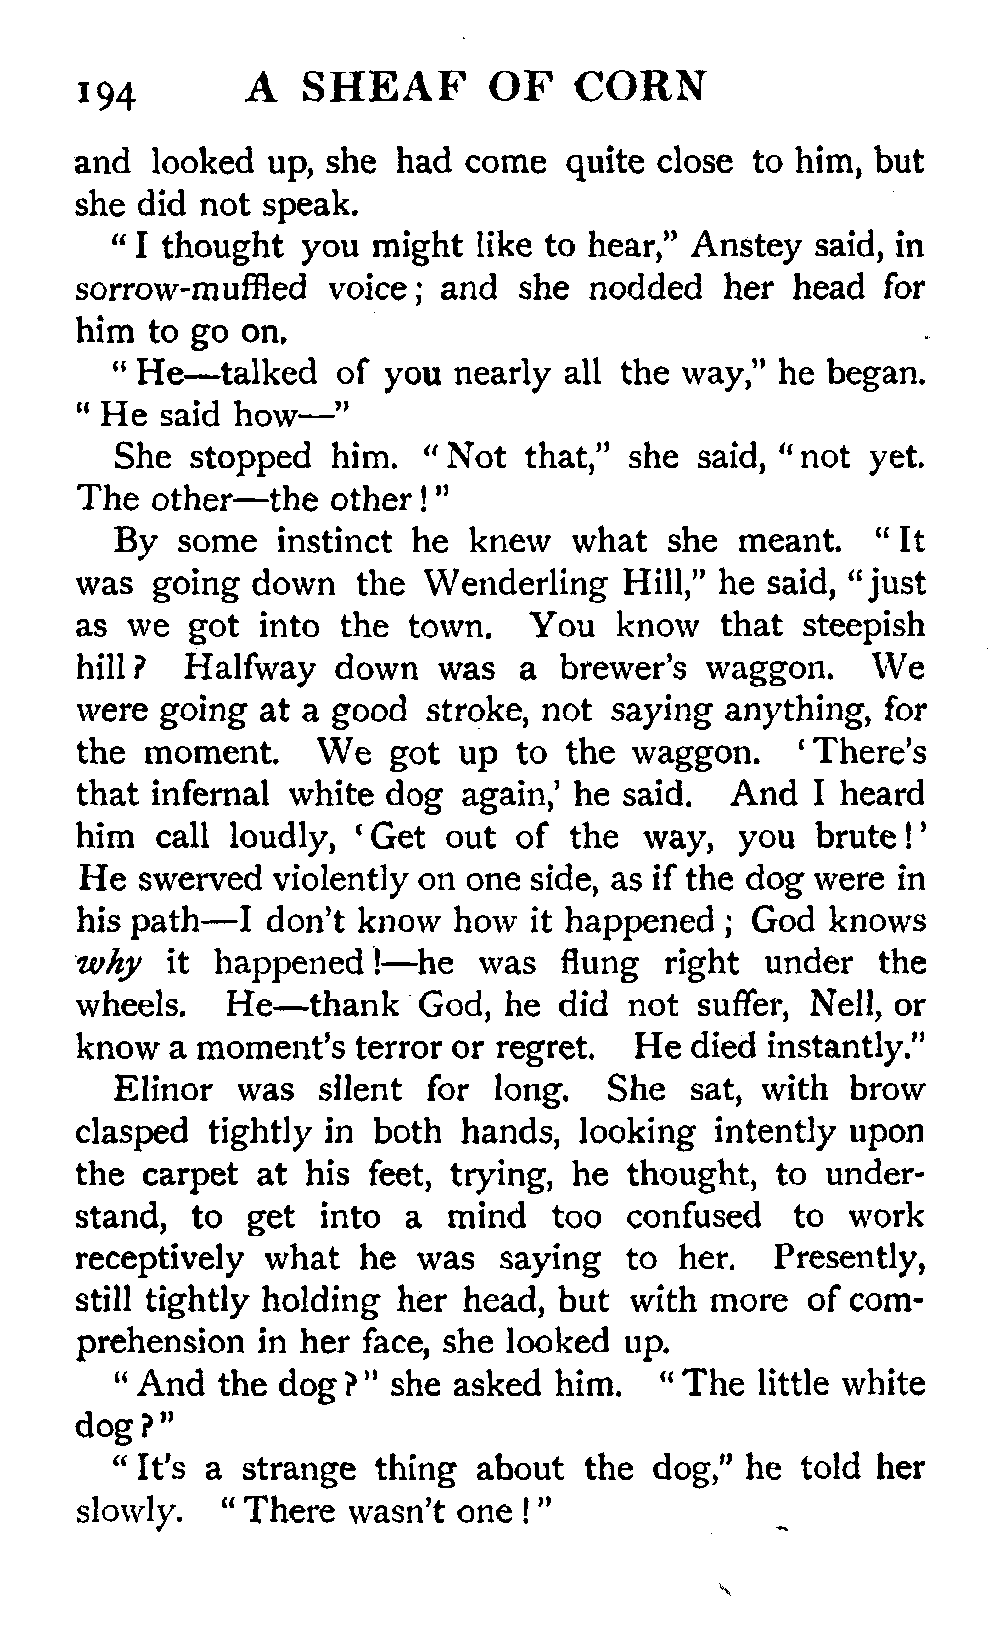 194 A SHEAF OF CORN
and looked up, she had come quite close to him, but
she did not speak.
“I thought you might like to hear,” Anstey said, in
sorrow-muffled voice; and she nodded her head for
him to go on.
“He—talked of you nearly all the way,” he began.
“He said how—”
She stopped him. “Not that,” she said, “not yet.
The other—the other!”
By some instinct he knew what she meant. “It
was going down the Wenderling Hill,” he said, “just
as we got into the town. You know that steepish
hill? Halfway down was a brewer's waggon. We
were going at a good stroke, not saying anything, for
the moment. We got up to the waggon. ‘There's
that infernal white dog again,’ he said. And I heard
him call loudly, ‘Get out of the way, you brute!’
He swerved violently on one side, as if the dog were in
his path—I don't know how it happened; God knows
why it happened!—he was flung right under the
wheels. He—thank God, he did not suffer, Nell, or
know a moment's terror or regret. He died instantly.”
Elinor was silent for long. She sat, with brow
clasped tightly in both hands, looking intently upon
the carpet at his feet, trying, he thought, to under-
stand, to get into a mind too confused to work
receptively what he was saying to her. Presently,
still tightly holding her head, but with more of com-
prehension in her face, she looked up.
“And the dog?” she asked him. “The little white
dog?”
“It's a strange thing about the dog,” he told her
slowly. “There wasn't one!”